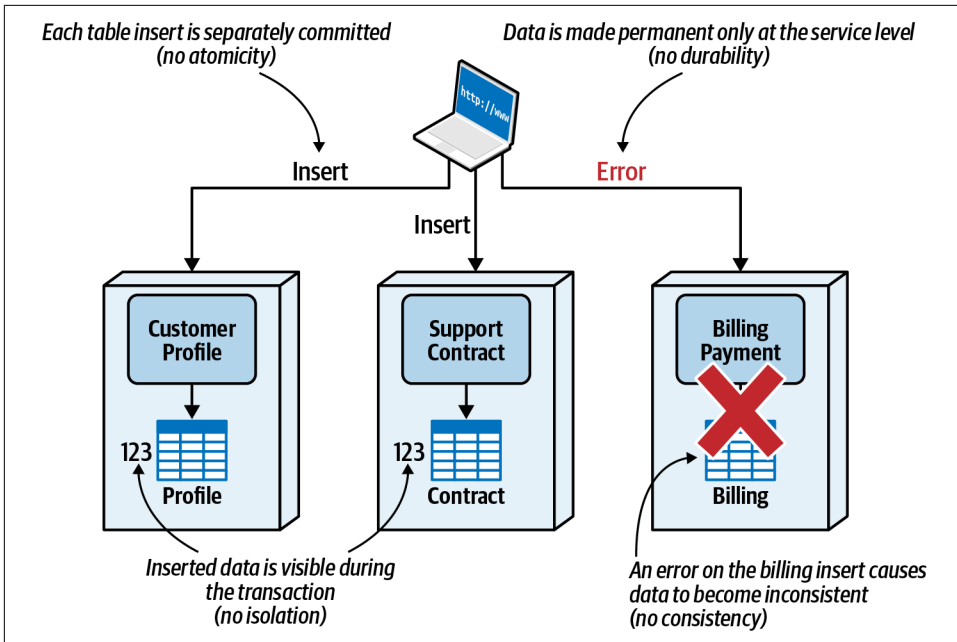 Each table insert is separately committed
(no atomicity)
Data is made permanent only at the service level
(no durability)
http://www
Insert
Insert
Error
Customer
Profile
Support
Contract
Billing
Payment
123
Profile
123
Contract
Billing
Inserted data is visible during
the transaction
(no isolation)
An error on the billing insert causes
data to become inconsistent
(no consistency)